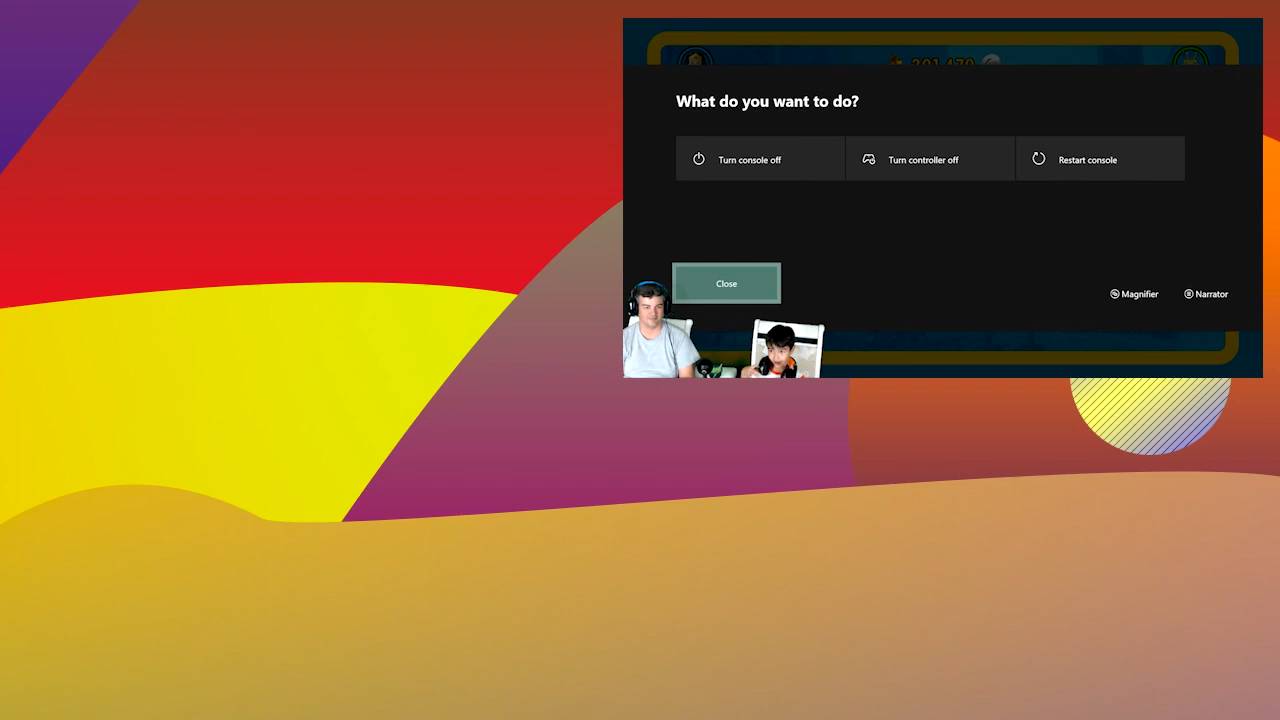 What do you want to do?
Turn console off
Turn controller off
Restart console
Close
Magnifier
Narrator